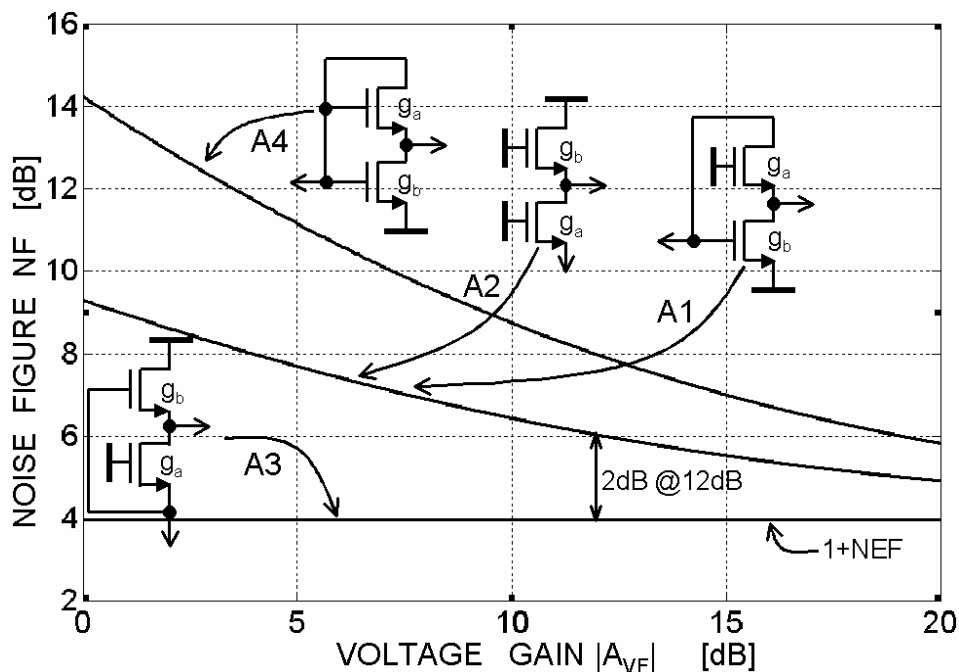 16
14
12
10
8
6
4
2
0
5
10
15
20
NOISE FIGURE NF [dB]
VOLTAGE GAIN |A_VF| [dB]
A4
g_a
g_b
g_b
g_a
A2
g_a
g_b
A1
g_b
g_a
A3
2dB @12dB
1+NEF